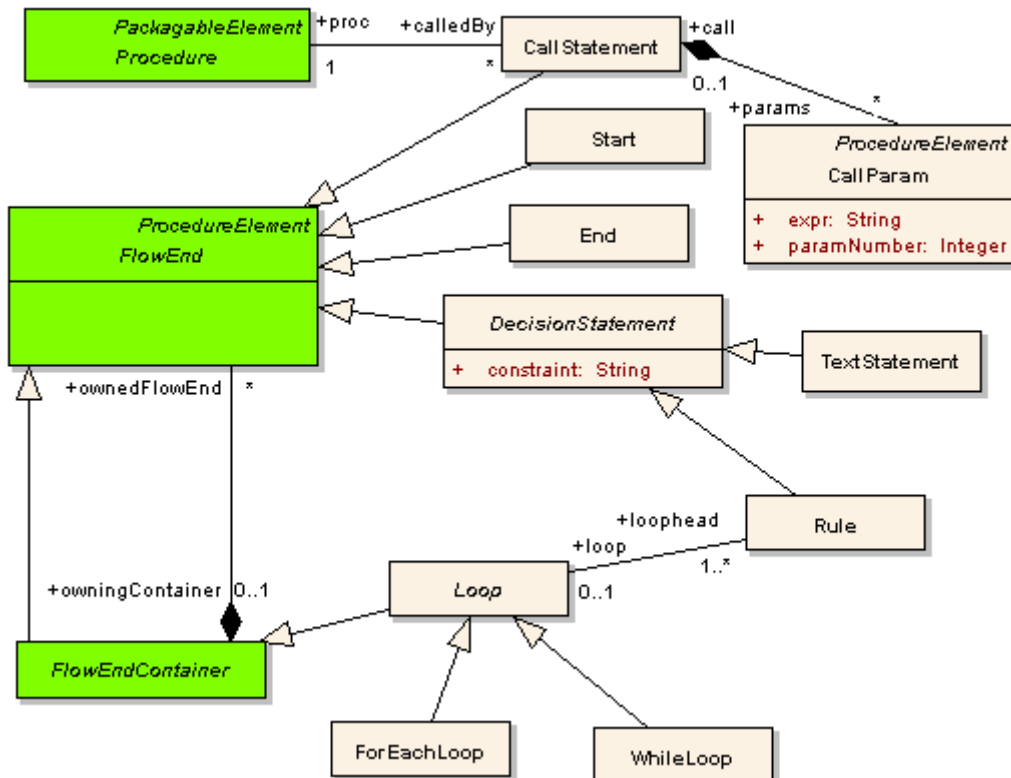 PackagableElement
Procedure
+proc
+calledBy
1
*
CallStatement
+call
0..1
*
+params
ProcedureElement
CallParam
+ expr: String
+ paramNumber: Integer
Start
End
ProcedureElement
FlowEnd
DecisionStatement
+ constraint: String
TextStatement
+ownedFlowEnd
*
Rule
+loophead
+loop
1..*
0..1
Loop
+owningContainer
0..1
FlowEndContainer
ForEachLoop
WhileLoop